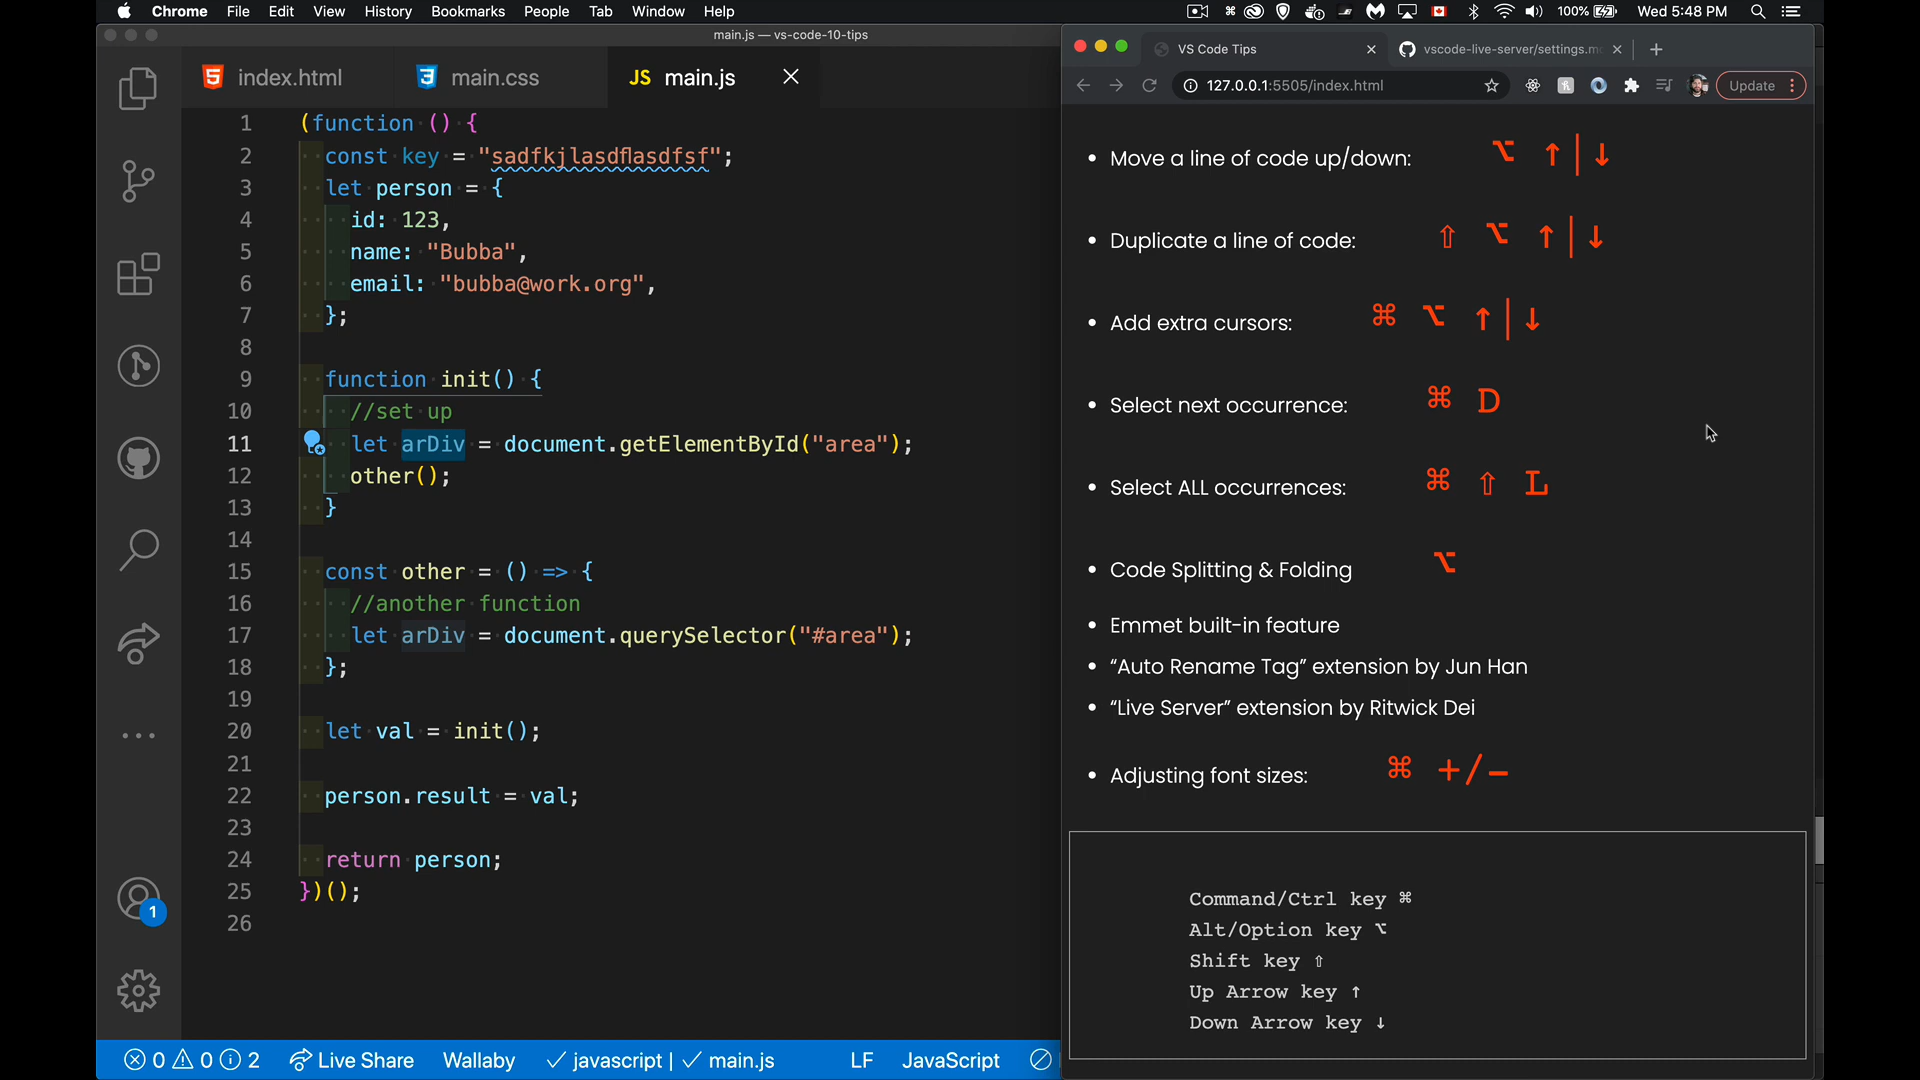 Chrome File Edit View History Bookmarks People Tab Window Help 100% Wed 5:48 PM
main.js — vs-code-10-tips
index.html main.css JS main.js
1 (function () {
2 const key = "sadfkjlasdflasdfsf";
3 let person = {
4 id: 123,
5 name: "Bubba",
6 email: "bubba@work.org",
7 };
8
9 function init() {
10 //set up
11 let arDiv = document.getElementById("area");
12 other();
13 }
14
15 const other = () => {
16 //another function
17 let arDiv = document.querySelector("#area");
18 };
19
20 let val = init();
21
22 person.result = val;
23
24 return person;
25 })();
26
1
0 0 2 Live Share Wallaby javascript | main.js LF JavaScript
VS Code Tips vscode-live-server/settings.m
127.0.0.1:5505/index.html Update
• Move a line of code up/down: ⌥ ↑|↓
• Duplicate a line of code: ⇧ ⌥ ↑|↓
• Add extra cursors: ⌘ ⌥ ↑|↓
• Select next occurrence: ⌘ D
• Select ALL occurrences: ⌘ ⇧ L
• Code Splitting & Folding ⌥
• Emmet built-in feature
• “Auto Rename Tag” extension by Jun Han
• “Live Server” extension by Ritwick Dei
• Adjusting font sizes: ⌘ +/-
Command/Ctrl key ⌘
Alt/Option key ⌥
Shift key ⇧
Up Arrow key ↑
Down Arrow key ↓